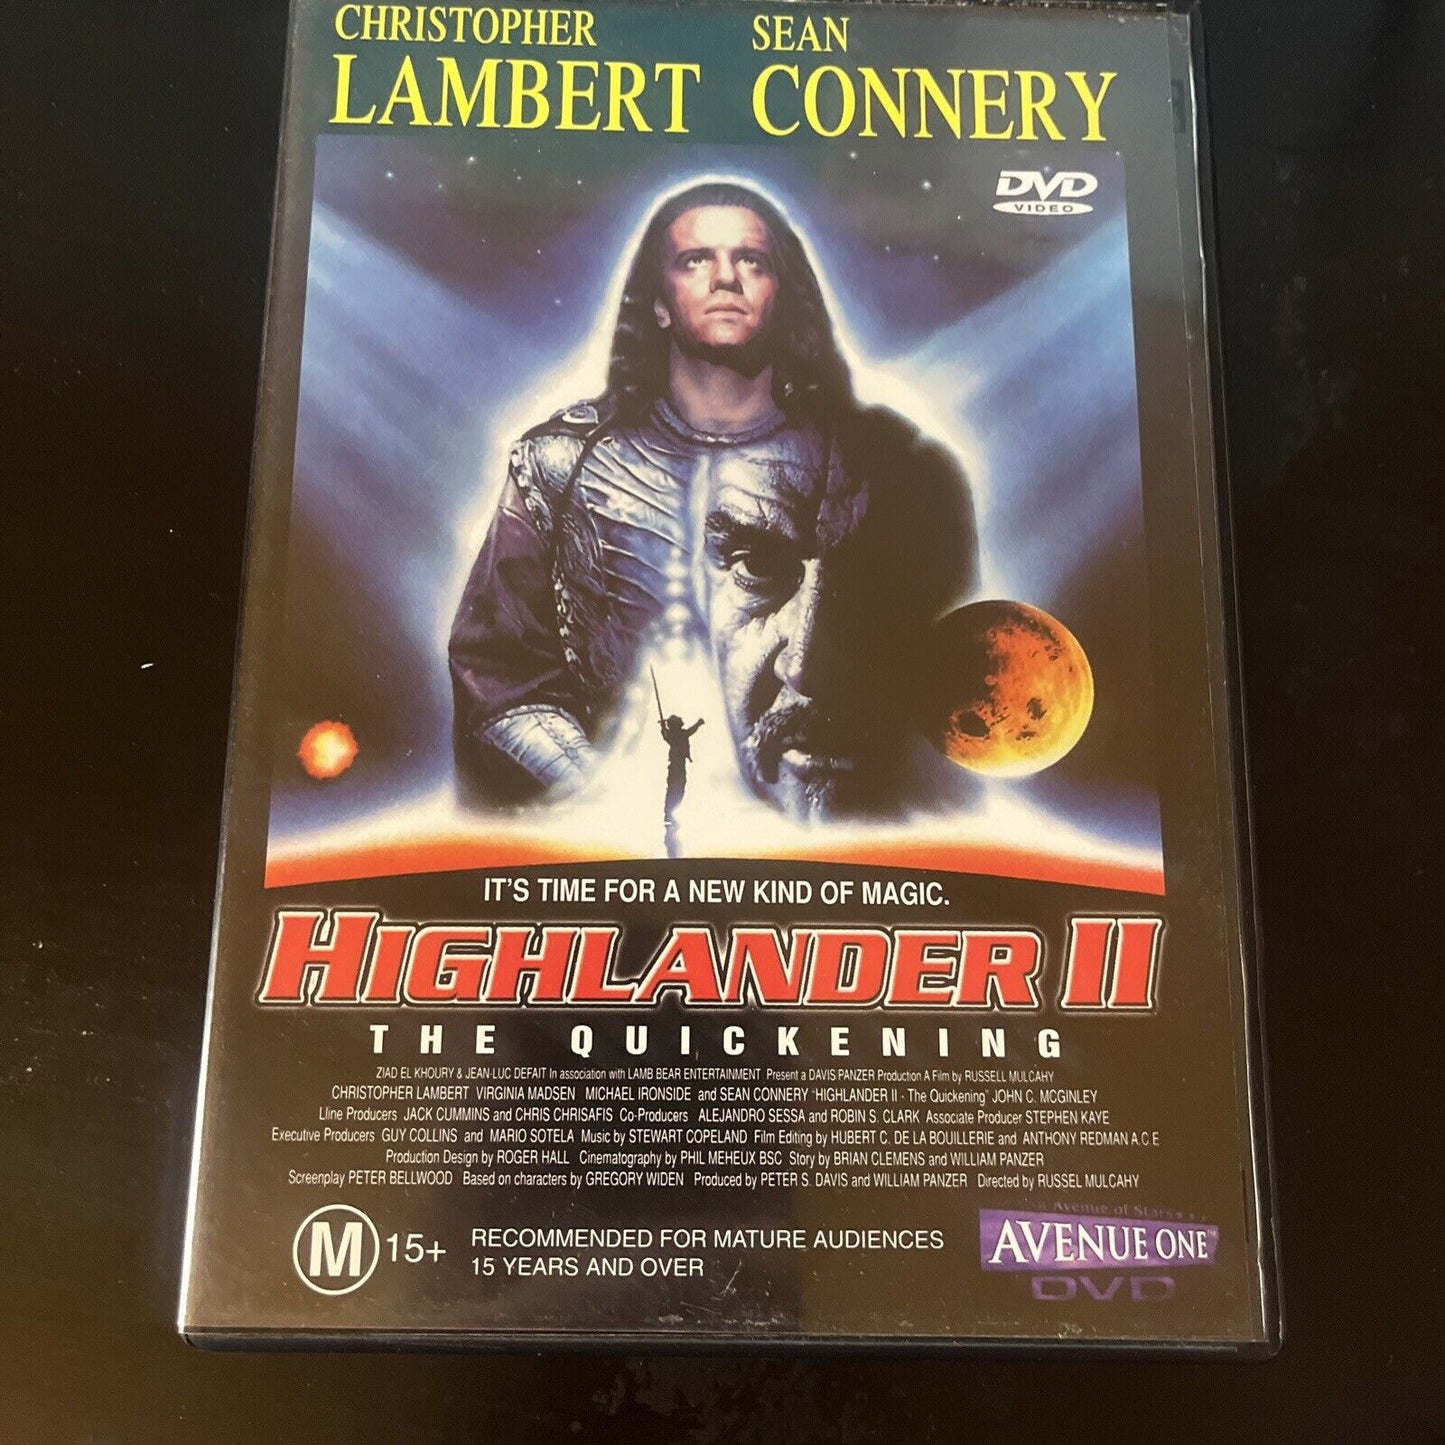 CHRISTOPHER SEAN
LAMBERT CONNERY
DVD
VIDEO
IT'S TIME FOR A NEW KIND OF MAGIC.
HIGHLANDER II
THE QUICKENING
ZIAD EL KHOURY & JEAN-LUC DEFAIT In association with LAMB BEAR ENTERTAINMENT Present a DAVIS PANZER Production A Film by RUSSELL MULCAHY
CHRISTOPHER LAMBERT VIRGINIA MADSEN MICHAEL IRONSIDE and SEAN CONNERY "HIGHLANDER II - The Quickening" JOHN C. MCGINLEY
Lline Producers JACK CUMMINS and CHRIS CHRISAFIS Co-Producers ALEJANDRO SESSA and ROBIN S. CLARK Associate Producer STEPHEN KAYE
Executive Producers GUY COLLINS and MARIO SOTELA Music by STEWART COPELAND Film Editing by HUBERT C. DE LA BOUILLERIE and ANTHONY REDMAN A.C.E
Production Design by ROGER HALL Cinematography by PHIL MEHEUX BSC Story by BRIAN CLEMENS and WILLIAM PANZER
Screenplay PETER BELLWOOD Based on characters by GREGORY WIDEN Produced by PETER S. DAVIS and WILLIAM PANZER Directed by RUSSEL MULCAHY
M 15+ RECOMMENDED FOR MATURE AUDIENCES
15 YEARS AND OVER
Avenue of Stars
AVENUE ONE™
DVD